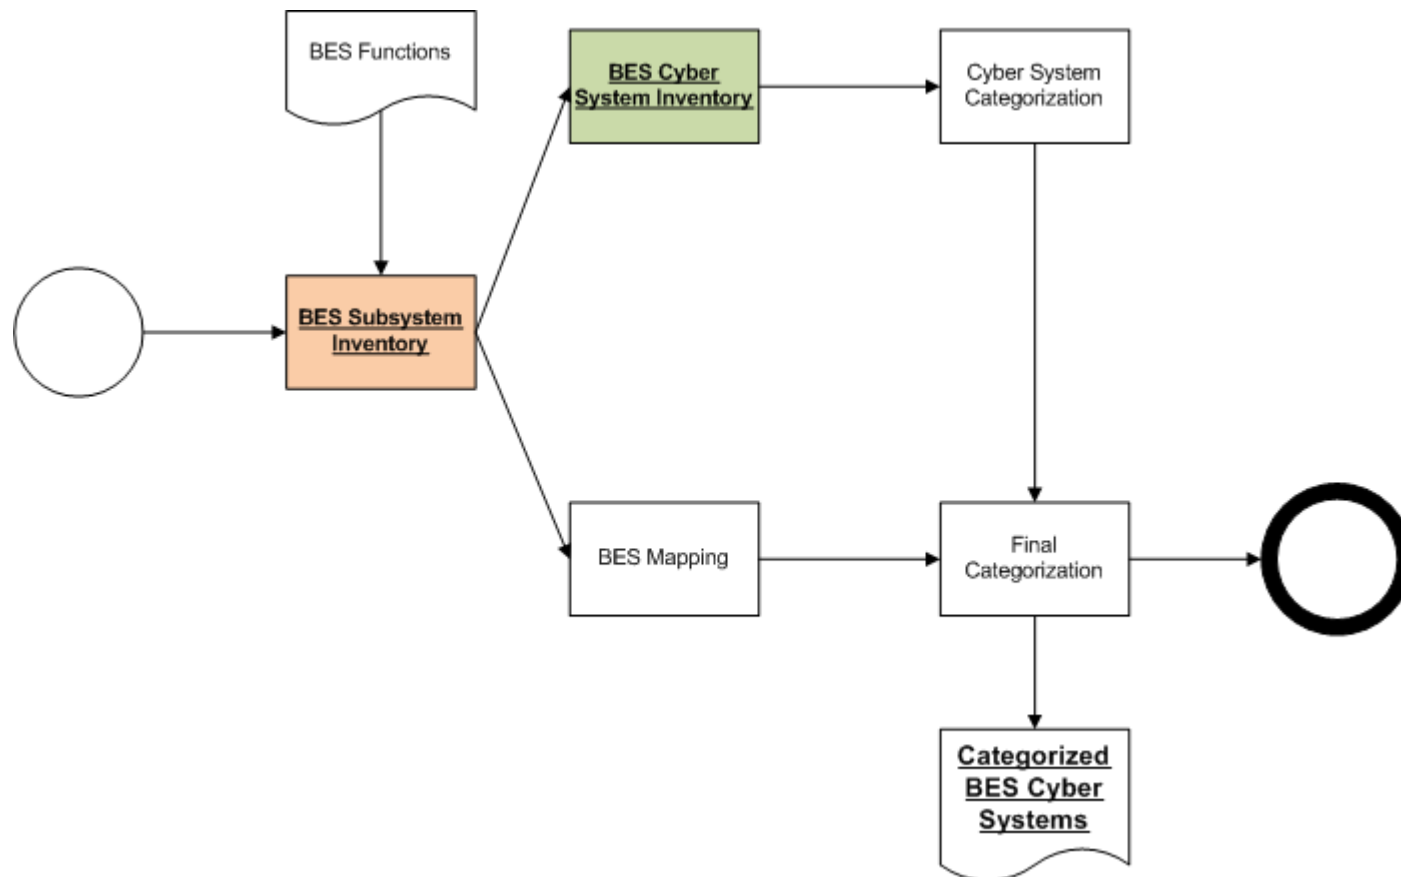 BES Functions
BES Cyber
System Inventory
Cyber System
Categorization
BES Subsystem
Inventory
BES Mapping
Final
Categorization
Categorized
BES Cyber
Systems